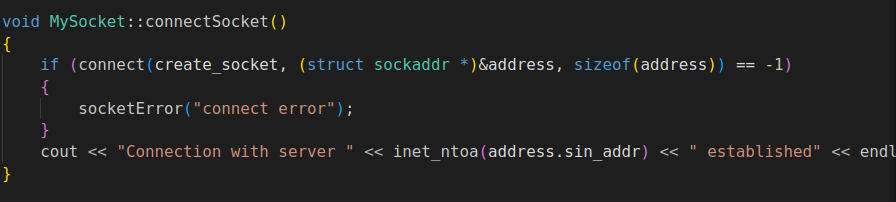 void MySocket::connectSocket()
{
    if (connect(create_socket, (struct sockaddr *)&address, sizeof(address)) == -1)
    {
        socketError("connect error");
    }
    cout << "Connection with server " << inet_ntoa(address.sin_addr) << " established" << endl
}